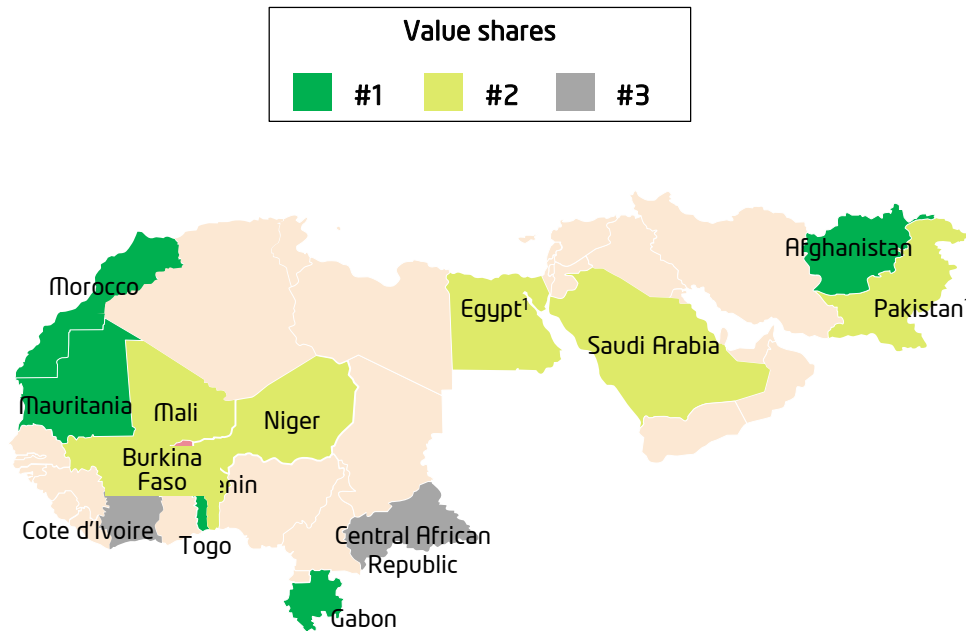 Value shares
#1 #2 #3
Afghanistan
Morocco
Egypt¹
Pakistan
Saudi Arabia
Mauritania
Mali
Niger
Burkina
Faso
enin
Cote d'Ivoire
Togo
Central African
Republic
Gabon